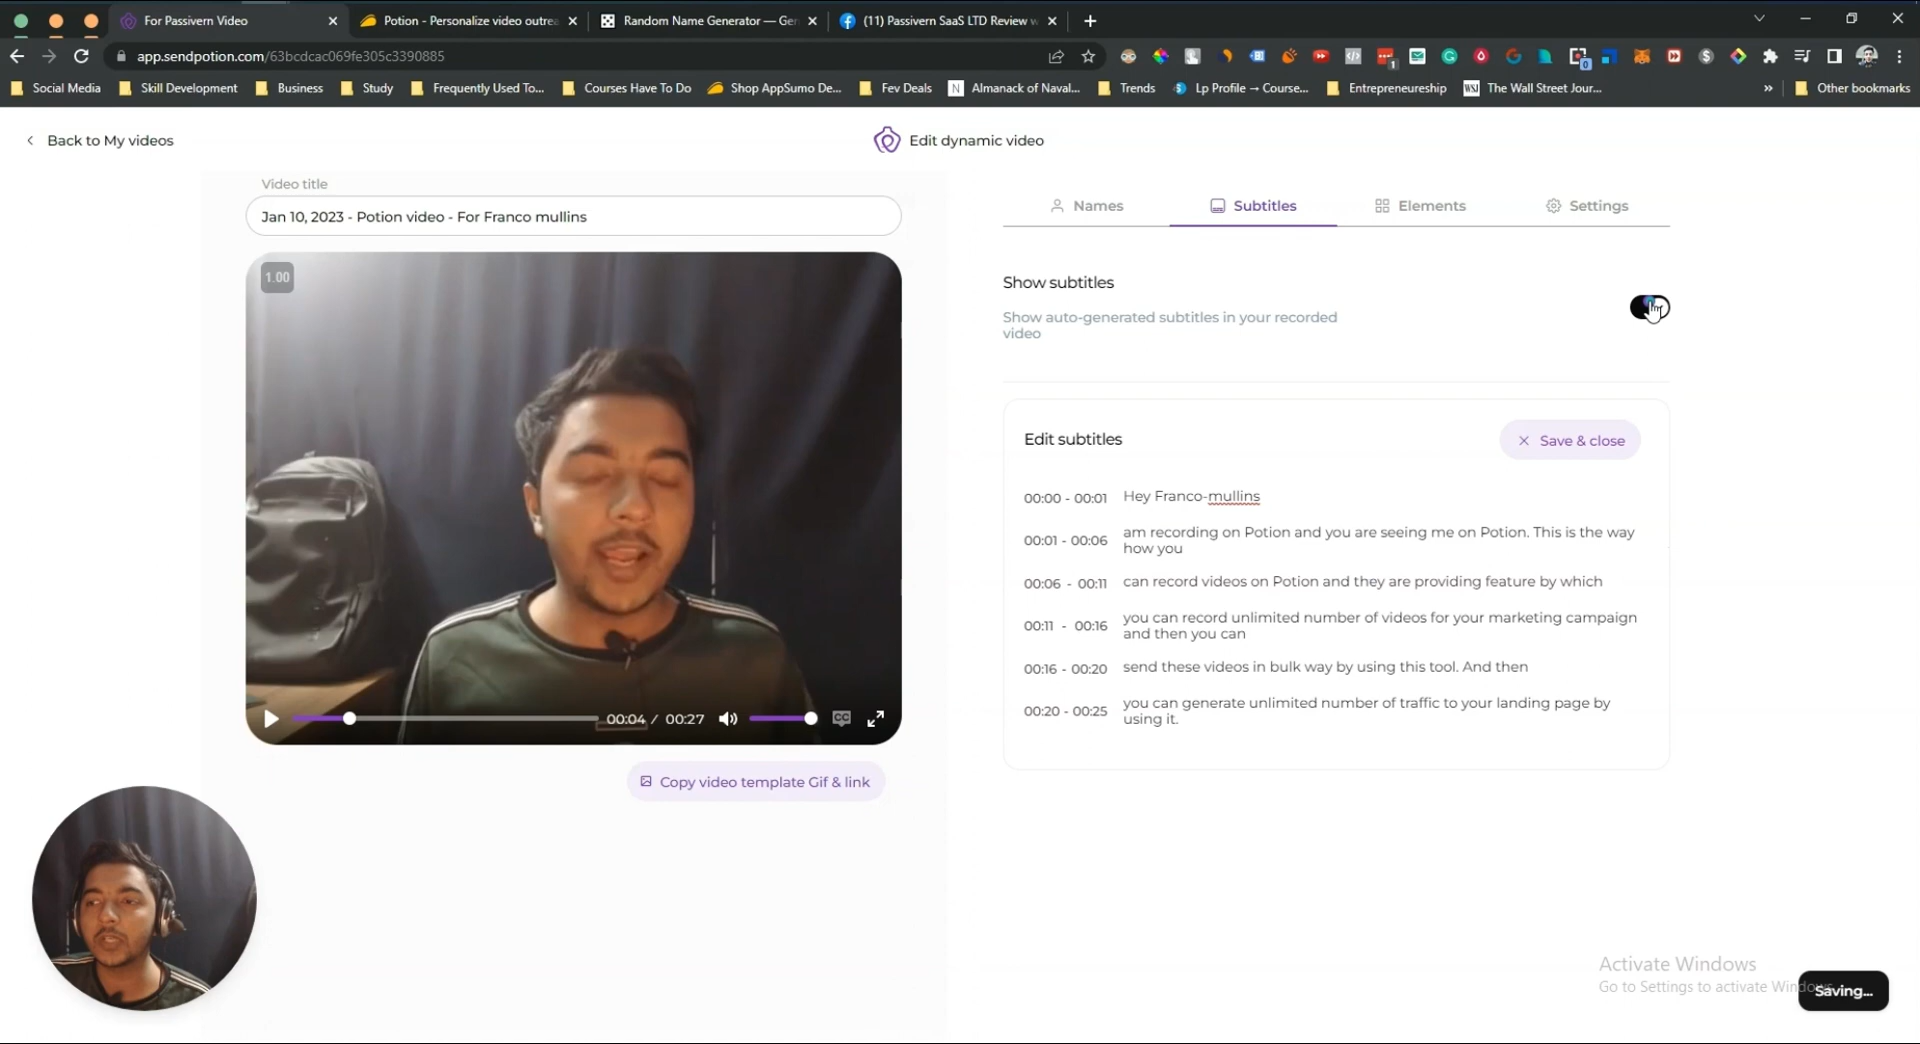 For Passivern Video
Potion - Personalize video outrea
Random Name Generator — Gen
(11) Passivern SaaS LTD Review w
app.sendpotion.com/63bcdcac069fe305c3390885
1
0
Social Media
Skill Development
Business
Study
Frequently Used To...
Courses Have To Do
Shop AppSumo De...
Fev Deals
Almanack of Naval...
Trends
Lp Profile → Course...
Entrepreneureship
WSJ
The Wall Street Jour...
»
Other bookmarks
Back to My videos
Edit dynamic video
Video title
Jan 10, 2023 - Potion video - For Franco mullins
1.00
00:04 / 00:27
CC
Copy video template Gif & link
Names
Subtitles
Elements
Settings
Show subtitles
Show auto-generated subtitles in your recorded
video
Edit subtitles
Save & close
00:00 - 00:01 Hey Franco-mullins
00:01 - 00:06 am recording on Potion and you are seeing me on Potion. This is the way
how you
00:06 - 00:11 can record videos on Potion and they are providing feature by which
00:11 - 00:16 you can record unlimited number of videos for your marketing campaign
and then you can
00:16 - 00:20 send these videos in bulk way by using this tool. And then
00:20 - 00:25 you can generate unlimited number of traffic to your landing page by
using it.
Activate Windows
Go to Settings to activate Windows.
Saving...